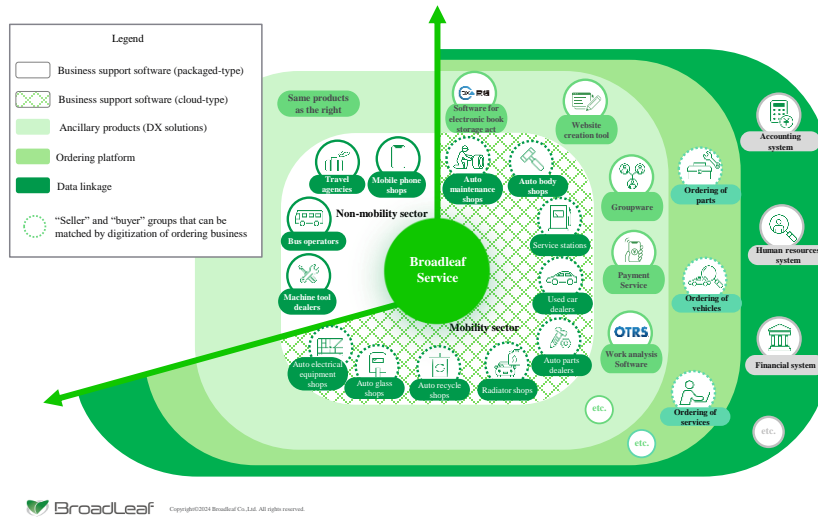 Legend
Business support software (packaged-type)
Business support software (cloud-type)
Ancillary products (DX solutions)
Ordering platform
Data linkage
“Seller” and “buyer” groups that can
be matched by digitization of ordering business
Same products
as the right
Software for
electronic book
storage act
Website
creation tool
Accounting
system
Travel
agencies
Mobile phone
shops
Auto
maintenance
shops
Auto body
shops
Groupware
Ordering of
parts
Non-mobility sector
Bus operators
Service stations
Human resources
system
Broadleaf
Service
Payment
Service
Machine tool
dealers
Used car
dealers
Ordering of
vehicles
Mobility sector
OTRS
Work analysis
Software
Financial system
Auto electrical
equipment
shops
Auto glass
shops
Auto recycle
shops
Radiator shops
Auto parts
dealers
Ordering of
services
etc.
etc.
etc.
BROADLEAF
Copyright©2024 Broadleaf Co.,Ltd. All rights reserved.